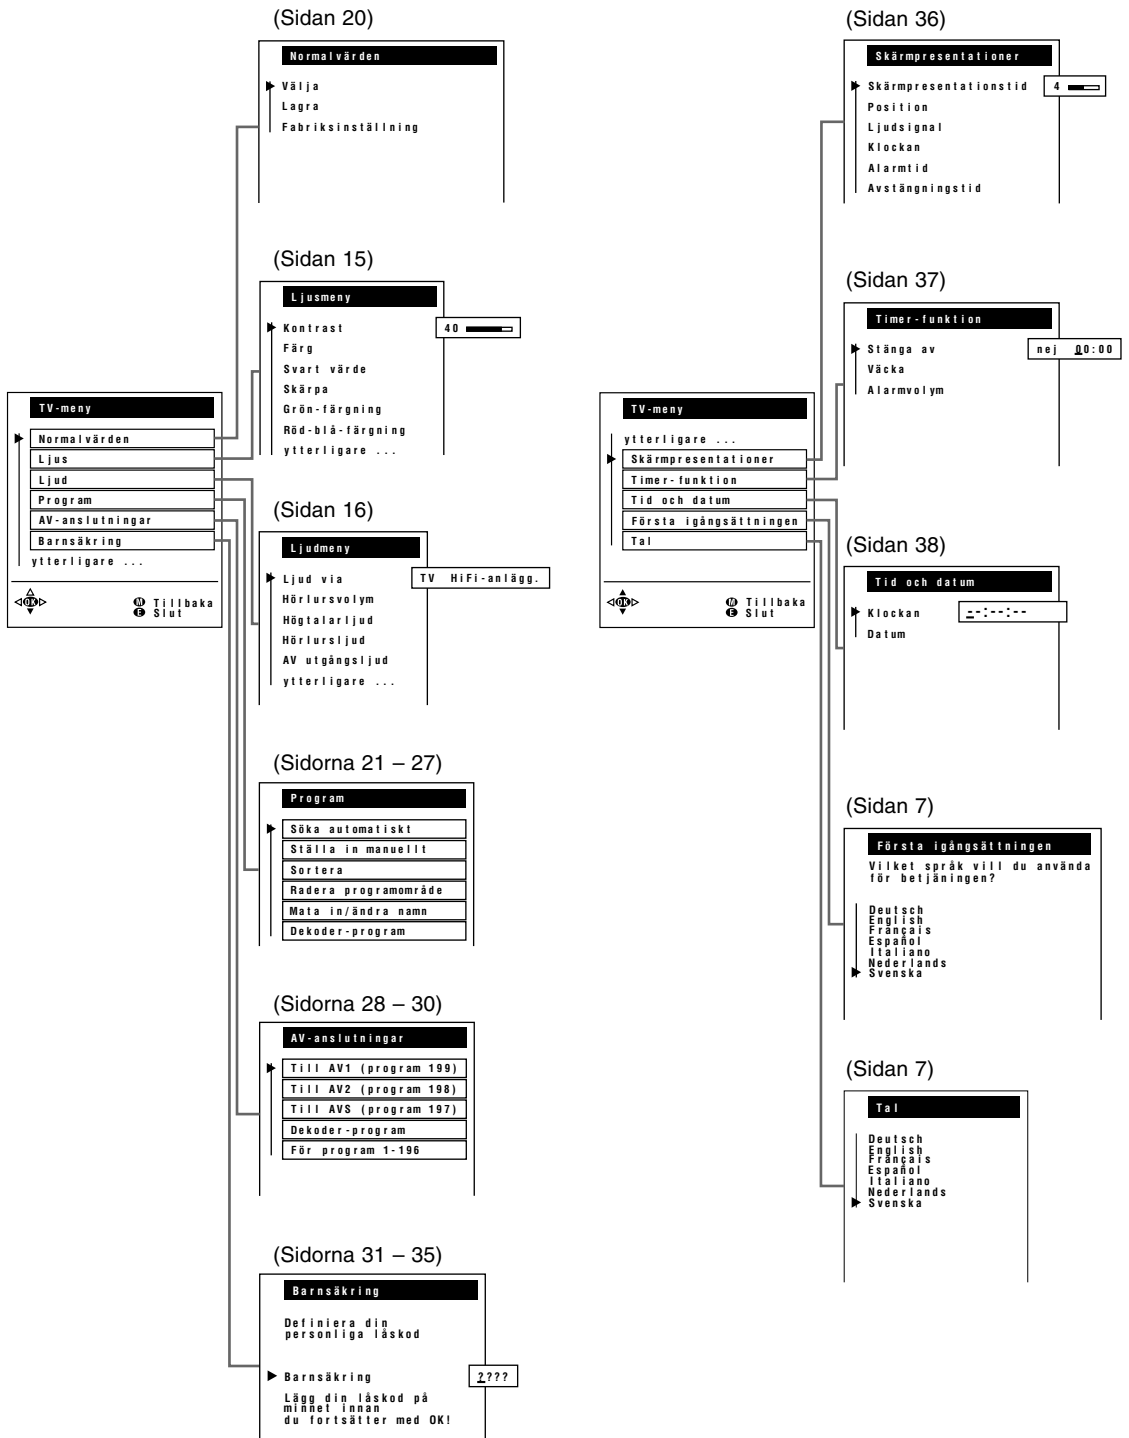 (Sidan 20)
Normalvärden
Välja
Lagra
Fabriksinställning
(Sidan 15)
Ljusmeny
Kontrast
40
Färg
Svart värde
Skärpa
Grön-färgning
Röd-blå-färgning
ytterligare ...
TV-meny
Normalvärden
Ljus
Ljud
Program
AV-anslutningar
Barnsäkring
ytterligare ...
OK
M Tillbaka
E Slut
(Sidan 16)
Ljudmeny
Ljud via
TV HiFi-anlägg.
Hörlursvolym
Högtalarljud
Hörlursljud
AV utgångsljud
ytterligare ...
(Sidorna 21 – 27)
Program
Söka automatiskt
Ställa in manuellt
Sortera
Radera programområde
Mata in/ändra namn
Dekoder-program
(Sidorna 28 – 30)
AV-anslutningar
Till AV1 (program 199)
Till AV2 (program 198)
Till AVS (program 197)
Dekoder-program
För program 1-196
(Sidorna 31 – 35)
Barnsäkring
Definiera din
personliga låskod
Barnsäkring
????
Lägg din låskod på
minnet innan
du fortsätter med OK!
(Sidan 36)
Skärmpresentationer
Skärmpresentationstid
4
Position
Ljudsignal
Klockan
Alarmtid
Avstängningstid
(Sidan 37)
Timer-funktion
Stänga av
nej 00:00
Väcka
Alarmvolym
TV-meny
ytterligare ...
Skärmpresentationer
Timer-funktion
Tid och datum
Första igångsättningen
Tal
OK
M Tillbaka
E Slut
(Sidan 38)
Tid och datum
Klockan
--:--:--
Datum
(Sidan 7)
Första igångsättningen
Vilket språk vill du använda
för betjäningen?
Deutsch
English
Français
Español
Italiano
Nederlands
Svenska
(Sidan 7)
Tal
Deutsch
English
Français
Español
Italiano
Nederlands
Svenska